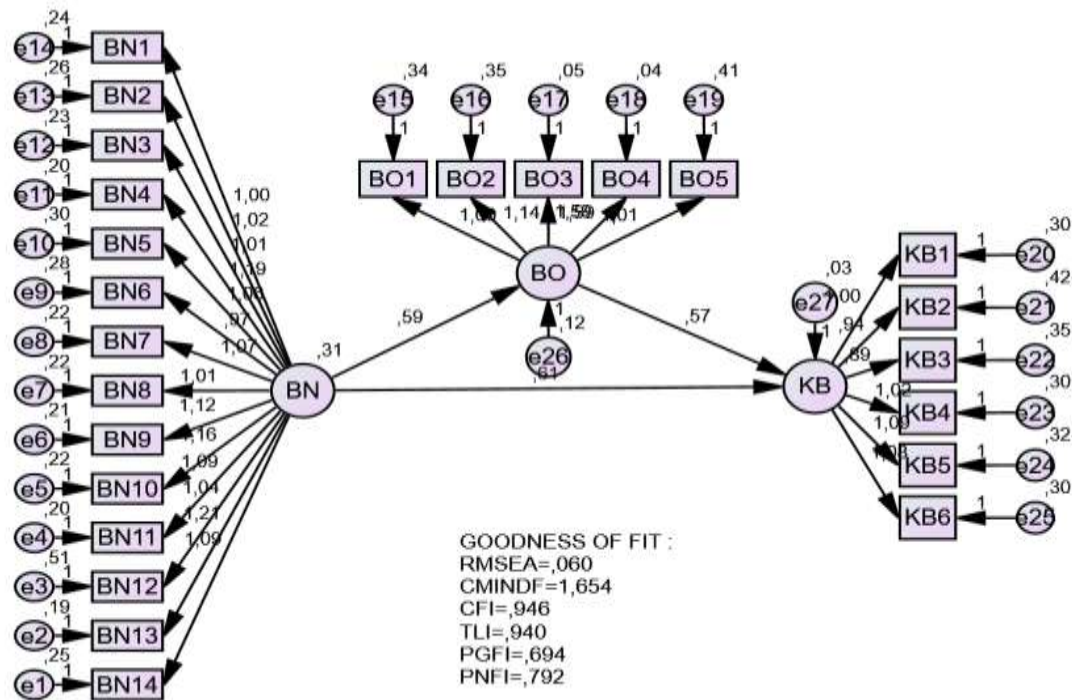 ,24
e14 1 BN1
,26
e13 1 BN2
,23
e12 1 BN3
,20
e11 1 BN4
,30
e10 1 BN5
,28
e9 1 BN6
,22
e8 1 BN7
,22
e7 1 BN8
,21
e6 1 BN9
,22
e5 1 BN10
,20
e4 1 BN11
,51
e3 1 BN12
,19
e2 1 BN13
,25
e1 1 BN14
1,00
1,02
1,01
1,19
,97
1,07
1,01
1,12
1,16
1,09
1,04
1,21
1,09
,31
BN
,34 ,35 ,05 ,04 ,41
e15 e16 e17 e18 e19
1 1 1 1 1
BO1 BO2 BO3 BO4 BO5
1,14
BO
,59
,57
1
,12
e26
,61
,03
e27
1
KB
,94
,89
1,02
1,09
KB1 1 e20 ,30
KB2 1 e21 ,42
KB3 1 e22 ,35
KB4 1 e23 ,30
KB5 1 e24 ,32
KB6 1 e25 ,30
GOODNESS OF FIT :
RMSEA=,060
CMINDF=1,654
CFI=,946
TLI=,940
PGFI=,694
PNFI=,792